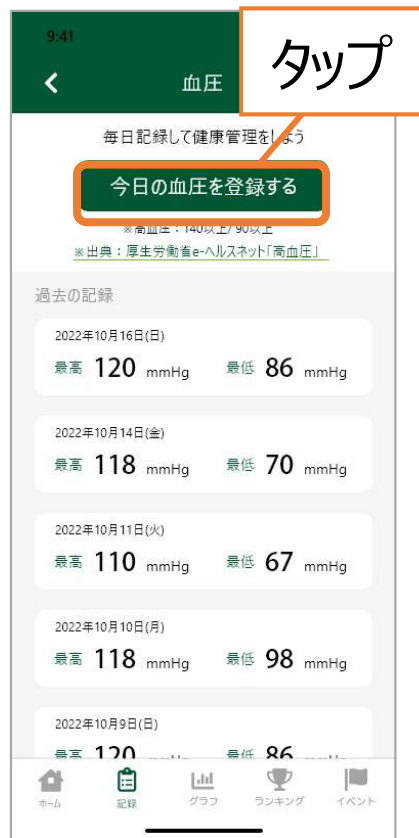 9:41
タップ
血圧
毎日記録して健康管理をしよう
今日の血圧を登録する
※高血圧：140以上/90以上
※出典：厚生労働省e-ヘルスネット「高血圧」
過去の記録
2022年10月16日(日)
最高 120 mmHg 最低 86 mmHg
2022年10月14日(金)
最高 118 mmHg 最低 70 mmHg
2022年10月11日(火)
最高 110 mmHg 最低 67 mmHg
2022年10月10日(月)
最高 118 mmHg 最低 98 mmHg
2022年10月9日(日)
最高 120 mmHg 最低 86 mmHg
ホーム 記録 グラフ ランキング イベント